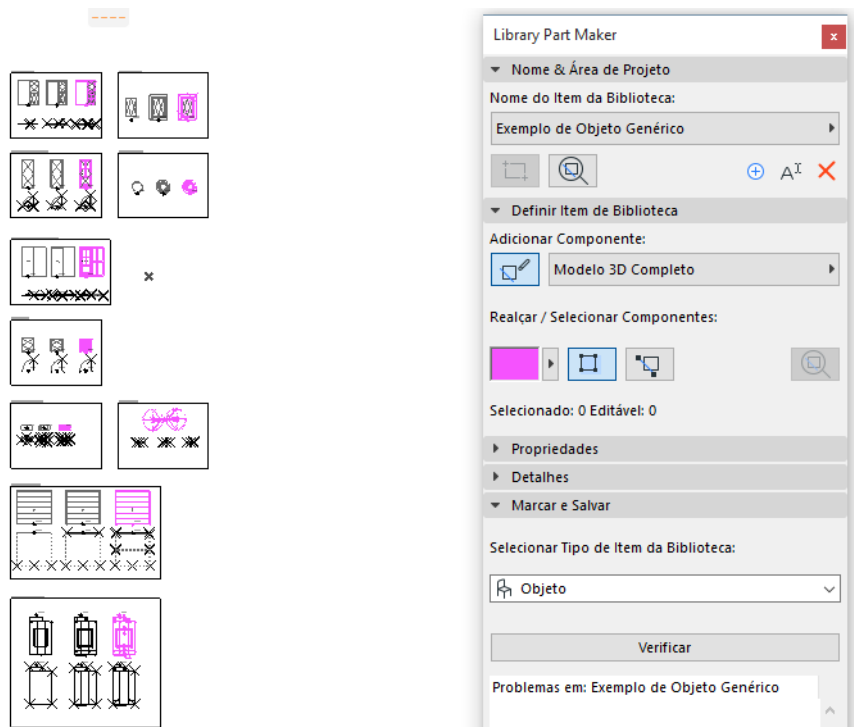 Library Part Maker
x
Nome & Área de Projeto
Nome do Item da Biblioteca:
Exemplo de Objeto Genérico
Definir Item de Biblioteca
Adicionar Componente:
Modelo 3D Completo
Realçar / Selecionar Componentes:
Selecionado: 0 Editável: 0
Propriedades
Detalhes
Marcar e Salvar
Selecionar Tipo de Item da Biblioteca:
Objeto
Verificar
Problemas em: Exemplo de Objeto Genérico